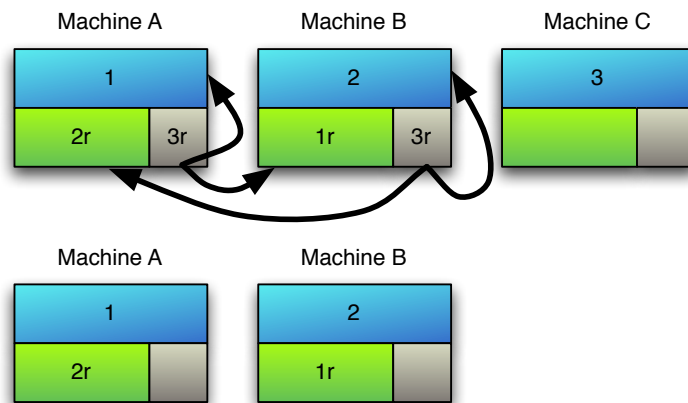 Machine A Machine B Machine C
1 2 3
2r 3r 1r 3r
Machine A Machine B
1 2
2r 1r